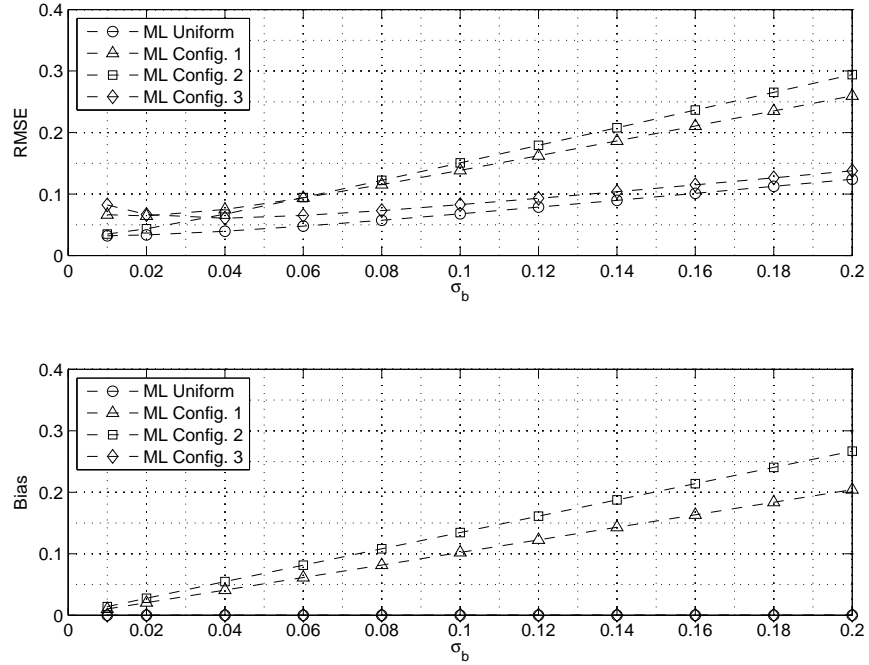 0.4
ML Uniform
ML Config. 1
ML Config. 2
ML Config. 3
0.3
0.2
0.1
0
RMSE
0 0.02 0.04 0.06 0.08 0.1 0.12 0.14 0.16 0.18 0.2
σb
0.4
ML Uniform
ML Config. 1
ML Config. 2
ML Config. 3
0.3
0.2
0.1
0
Bias
0 0.02 0.04 0.06 0.08 0.1 0.12 0.14 0.16 0.18 0.2
σb